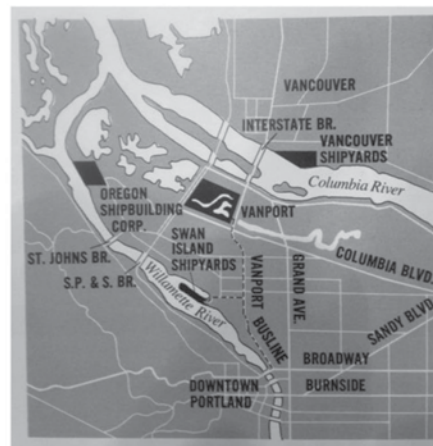 VANCOUVER
INTERSTATE BR.
VANCOUVER
SHIPYARDS
Columbia River
OREGON
SHIPBUILDING
CORP.
VANPORT
SWAN
ISLAND
SHIPYARDS
ST. JOHNS BR.
S.P. & S. BR.
Willamette River
VANPORT
BUSLINE
GRAND AVE.
COLUMBIA BLVD.
SANDY BLVD.
BROADWAY
DOWNTOWN
PORTLAND
BURNSIDE